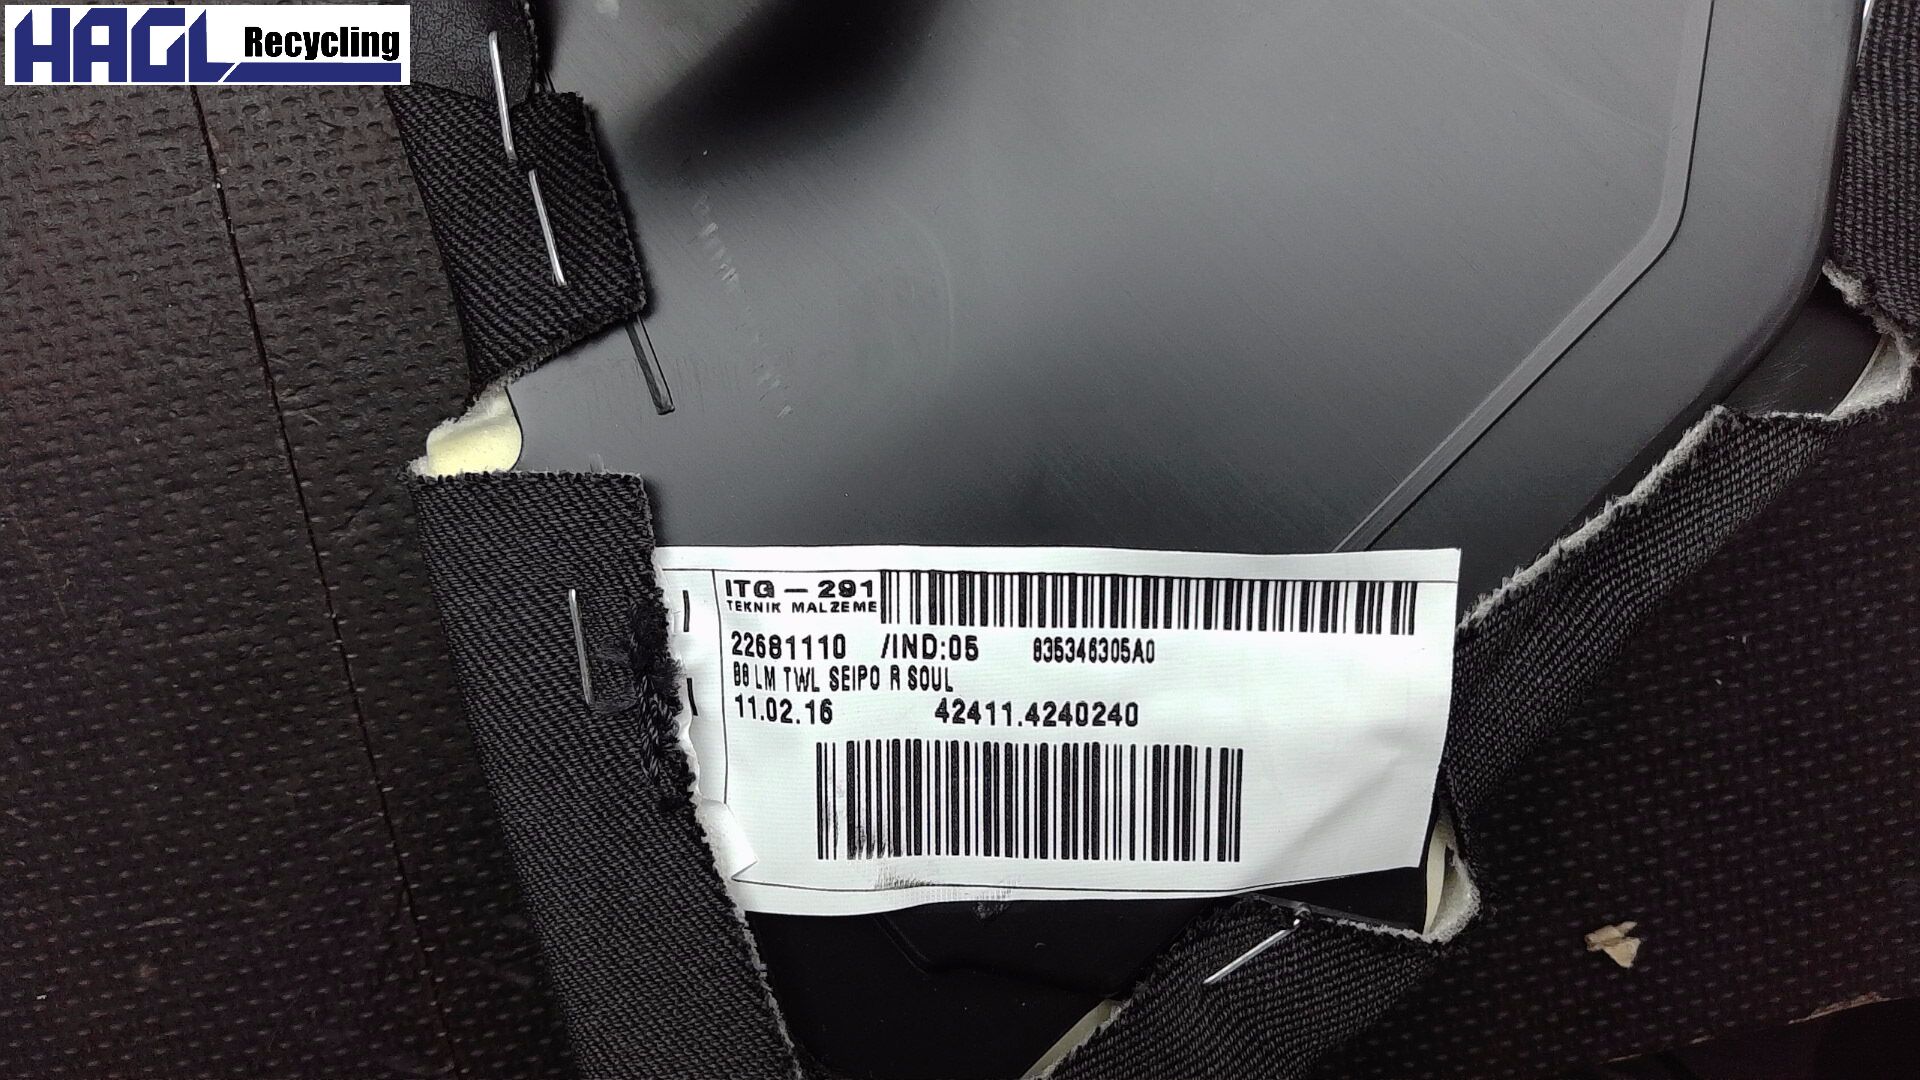 HAGL Recycling
ITG – 291
TEKNIK MALZEME
22681110 /IND:05 835346305A0
B8 LM TWL SEIPO R SOUL
11.02.16 42411.4240240